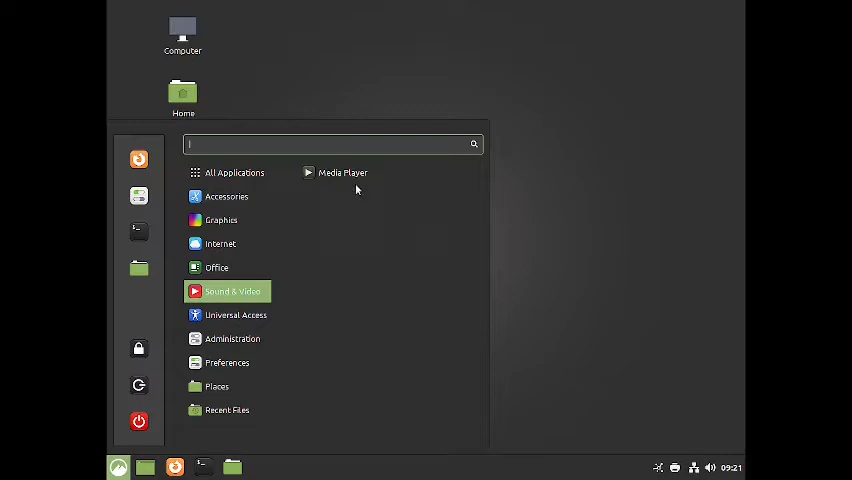 Computer
Home
All Applications
Media Player
Accessories
Graphics
Internet
Office
Sound & Video
Universal Access
Administration
Preferences
Places
Recent Files
09:21